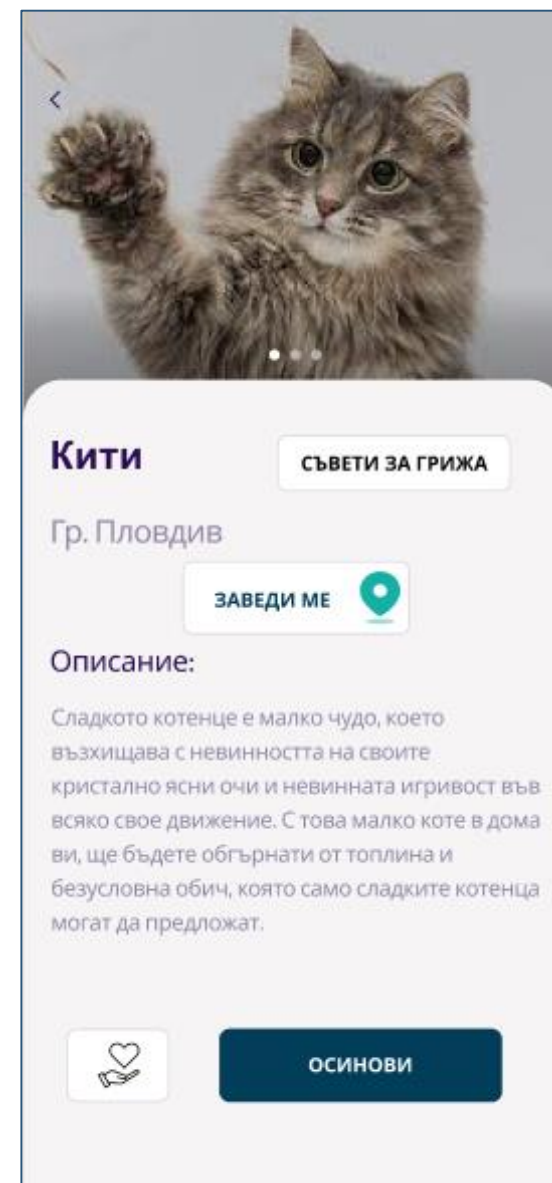 Кити
СЪВЕТИ ЗА ГРИЖА
Гр. Пловдив
ЗАВЕДИ МЕ
Описание:
Сладкото котенце е малко чудо, което
възхищава с невинността на своите
кристално ясни очи и невинната игривост във
всяко свое движение. С това малко коте в дома
ви, ще бъдете обгърнати от топлина и
безусловна обич, която само сладките котенца
могат да предложат.
ОСИНОВИ